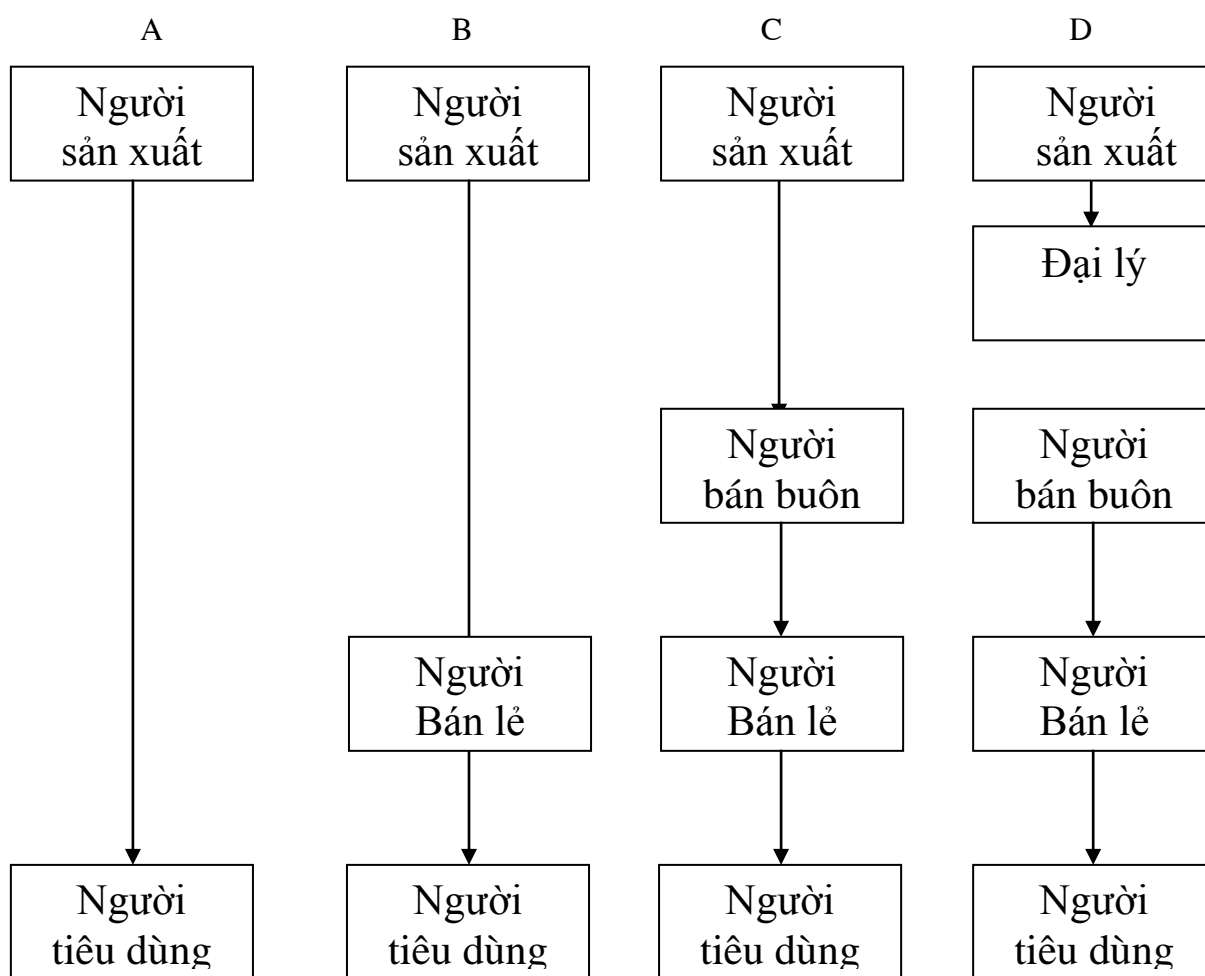 A B C D
Người Người Người Người
sản xuất sản xuất sản xuất sản xuất
Đại lý
Người Người
bán buôn bán buôn
Người Người Người
Bán lẻ Bán lẻ Bán lẻ
Người Người Người Người
tiêu dùng tiêu dùng tiêu dùng tiêu dùng